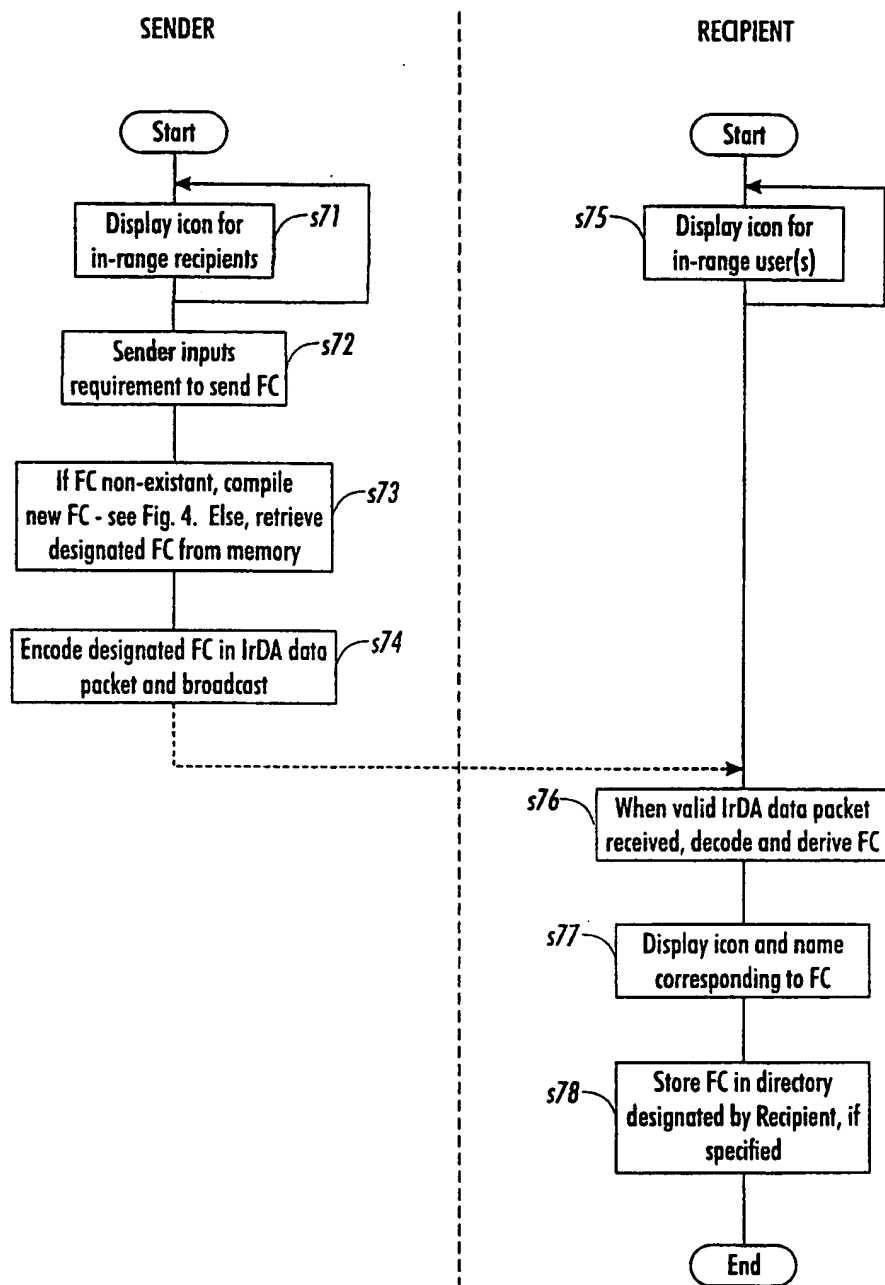 SENDER
Start
Display icon for
in-range recipients
s71
Sender inputs
requirement to send FC
s72
If FC non-existant, compile
new FC - see Fig. 4. Else, retrieve
designated FC from memory
s73
Encode designated FC in IrDA data
packet and broadcast
s74
RECIPIENT
Start
s75
Display icon for
in-range user(s)
s76
When valid IrDA data packet
received, decode and derive FC
s77
Display icon and name
corresponding to FC
s78
Store FC in directory
designated by Recipient, if
specified
End